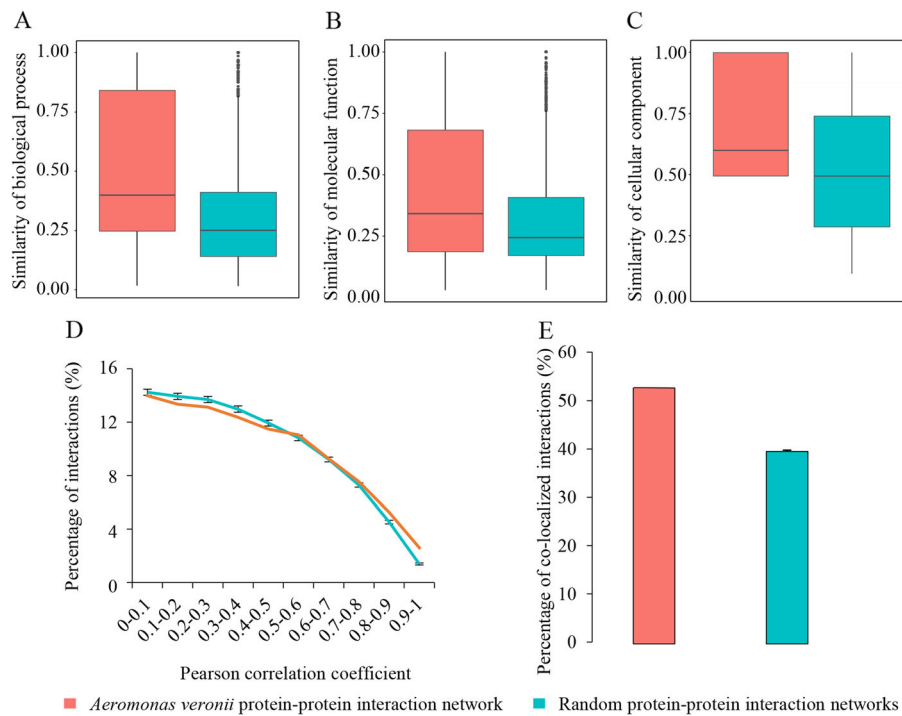 A
Similarity of biological process
1.00
0.75
0.50
0.25
0.00
B
Similarity of molecular function
1.00
0.75
0.50
0.25
0.00
C
Similarity of cellular component
1.00
0.75
0.50
0.25
0.00
D
Percentage of interactions (%)
16
12
8
4
0
0-0.1
0.1-0.2
0.2-0.3
0.3-0.4
0.4-0.5
0.5-0.6
0.6-0.7
0.7-0.8
0.8-0.9
0.9-1
Pearson correlation coefficient
E
Percentage of co-localized interactions (%)
60
50
40
30
20
10
0
Aeromonas veronii protein-protein interaction network
Random protein-protein interaction networks